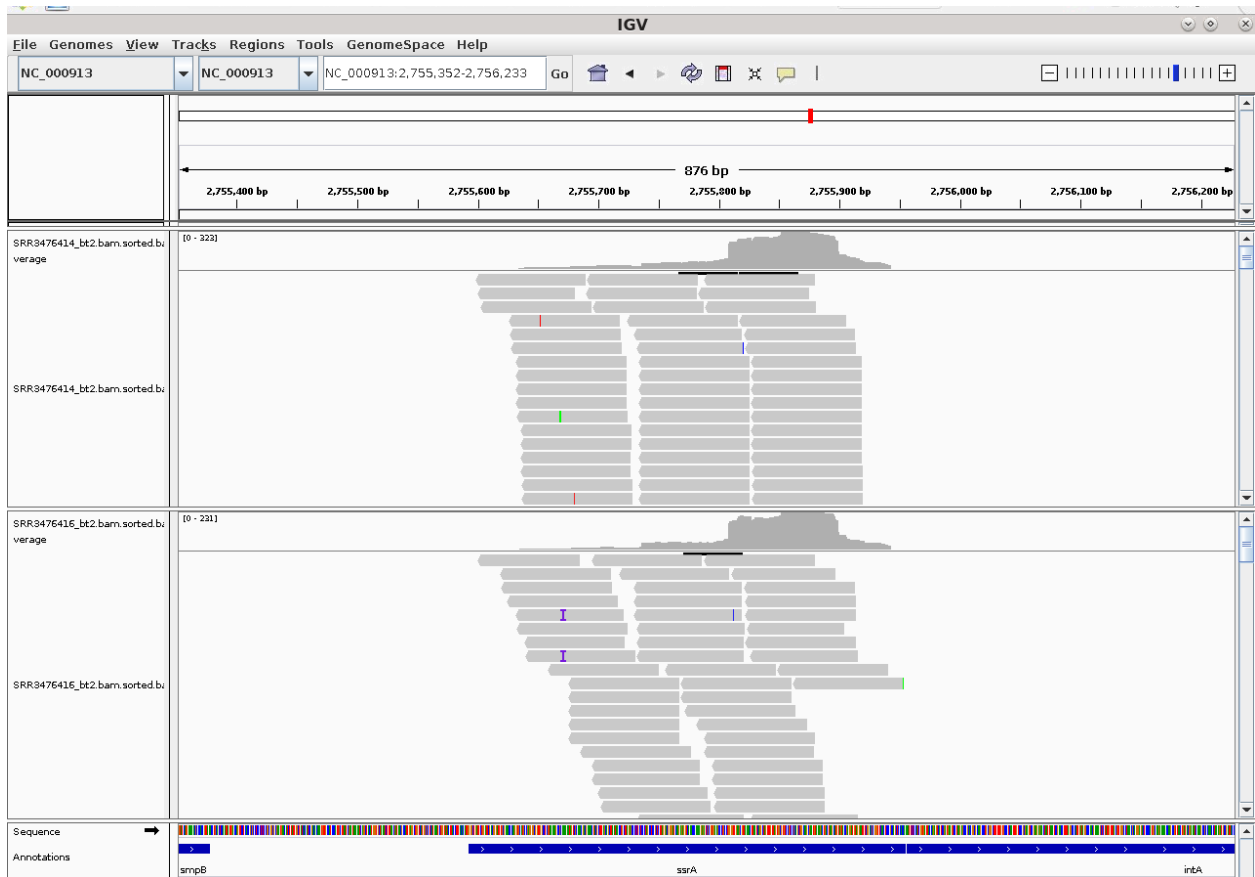 IGV
File Genomes View Tracks Regions Tools GenomeSpace Help
NC_000913 NC_000913 NC_000913:2,755,352-2,756,233 Go
876 bp
2,755,400 bp 2,755,500 bp 2,755,600 bp 2,755,700 bp 2,755,800 bp 2,755,900 bp 2,756,000 bp 2,756,100 bp 2,756,200 bp
SRR3476414_bt2.bam.sorted.ba
verage
[0 - 323]
SRR3476414_bt2.bam.sorted.ba
SRR3476416_bt2.bam.sorted.ba
verage
[0 - 231]
SRR3476416_bt2.bam.sorted.ba
Sequence
Annotations
smpB ssrA intA